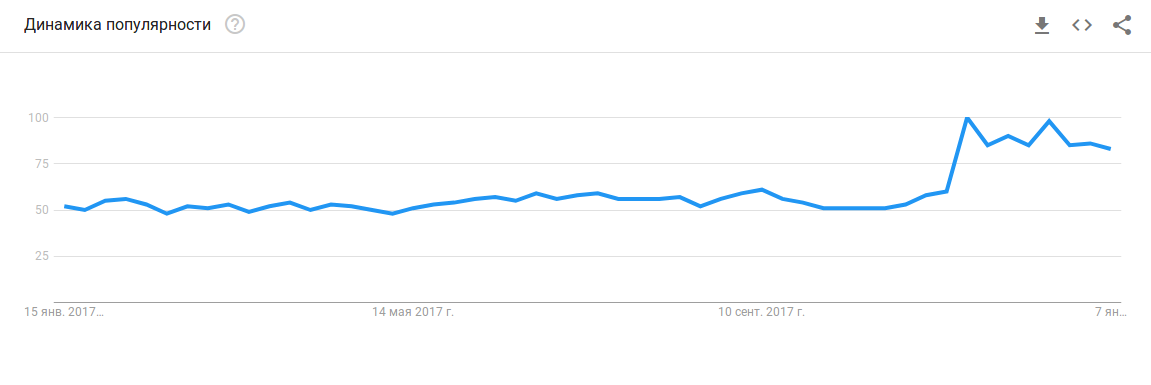 Динамика популярности
100
75
50
25
15 янв. 2017…
14 мая 2017 г.
10 сент. 2017 г.
7 ян…